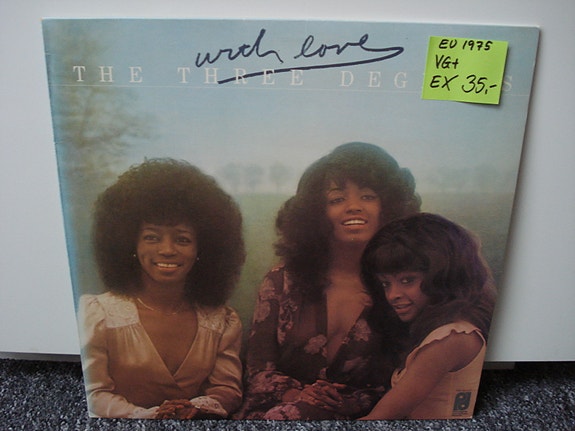 with love
THE THREE DEG S
EU 1975
VG+
EX 35,-